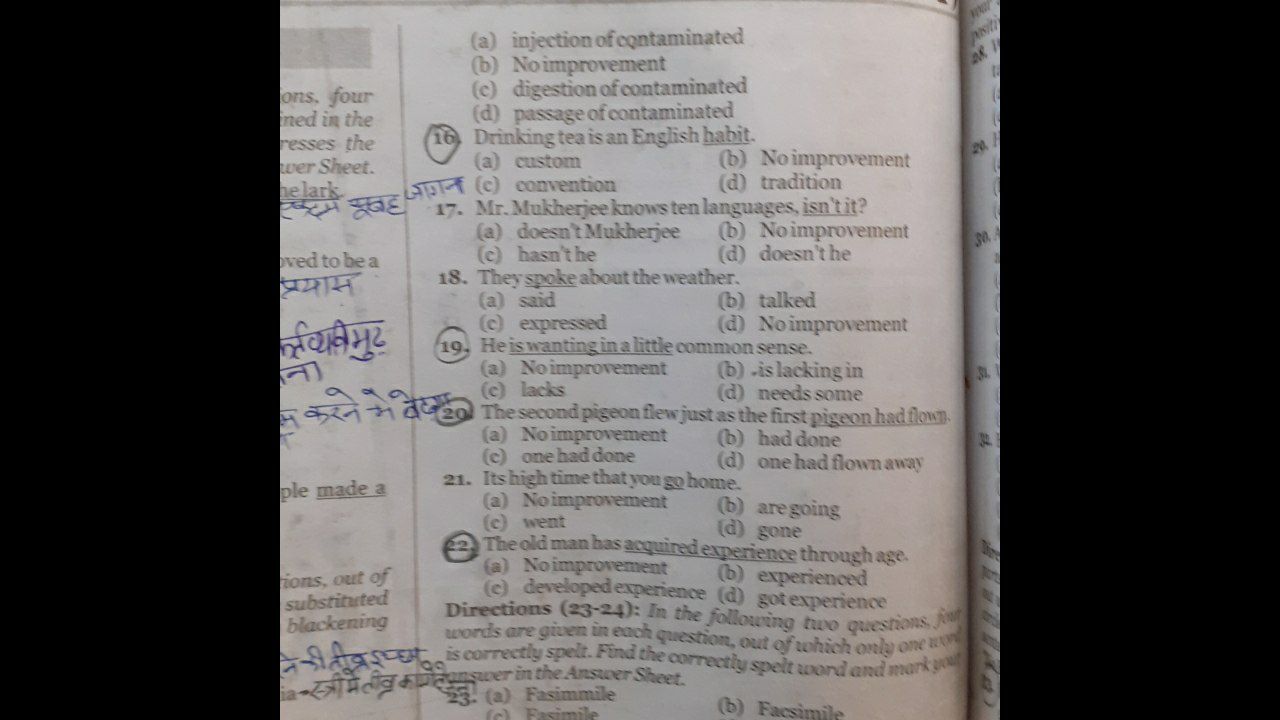 (a) injection of contaminated
(b) No improvement
(c) digestion of contaminated
(d) passage of contaminated
16. Drinking tea is an English habit.
(a) custom (b) No improvement
(c) convention (d) tradition
17. Mr. Mukherjee knows ten languages, isn't it?
(a) doesn't Mukherjee (b) No improvement
(c) hasn't he (d) doesn't he
18. They spoke about the weather.
(a) said (b) talked
(c) expressed (d) No improvement
19. He is wanting in a little common sense.
(a) No improvement (b) is lacking in
(c) lacks (d) needs some
20. The second pigeon flew just as the first pigeon had flown.
(a) No improvement (b) had done
(c) one had done (d) one had flown away
21. Its high time that you go home.
(a) No improvement (b) are going
(c) went (d) gone
22. The old man has acquired experience through age.
(a) No improvement (b) experienced
(c) developed experience (d) got experience
Directions (23-24): In the following two questions, four
words are given in each question, out of which only one word
is correctly spelt. Find the correctly spelt word and mark your
answer in the Answer Sheet.
23. (a) Fasimmile (b) Facsimile
(c) Fasimile
ons, four
ned in the
resses the
wer Sheet.
he lark
जागना
oved to be a
प्रयास
करने में
ple made a
ions, out of
substituted
blackening
28.
29.
30.
31.
32.